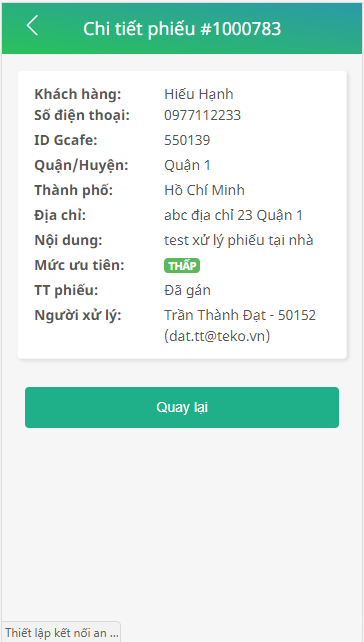 Chi tiết phiếu #1000783
Khách hàng: Hiếu Hạnh
Số điện thoại: 0977112233
ID Gcafe: 550139
Quận/Huyện: Quận 1
Thành phố: Hồ Chí Minh
Địa chỉ: abc địa chỉ 23 Quận 1
Nội dung: test xử lý phiếu tại nhà
Mức ưu tiên: THẤP
TT phiếu: Đã gán
Người xử lý: Trần Thành Đạt - 50152
(dat.tt@teko.vn)
Quay lại
Thiết lập kết nối an ...